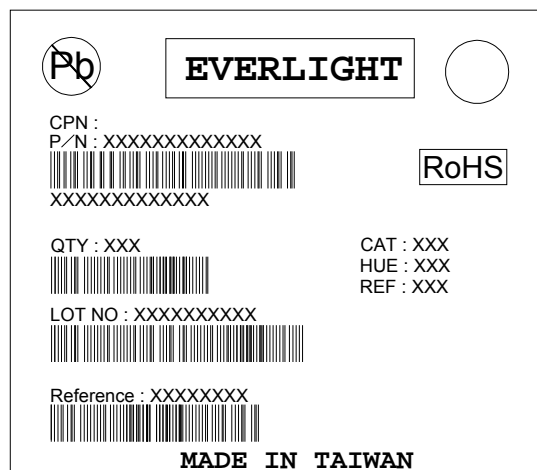 Pb
EVERLIGHT
CPN :
P/N : XXXXXXXXXXXXX
RoHS
XXXXXXXXXXXXX
QTY : XXX
CAT : XXX
HUE : XXX
REF : XXX
LOT NO : XXXXXXXXXX
Reference : XXXXXXXX
MADE IN TAIWAN